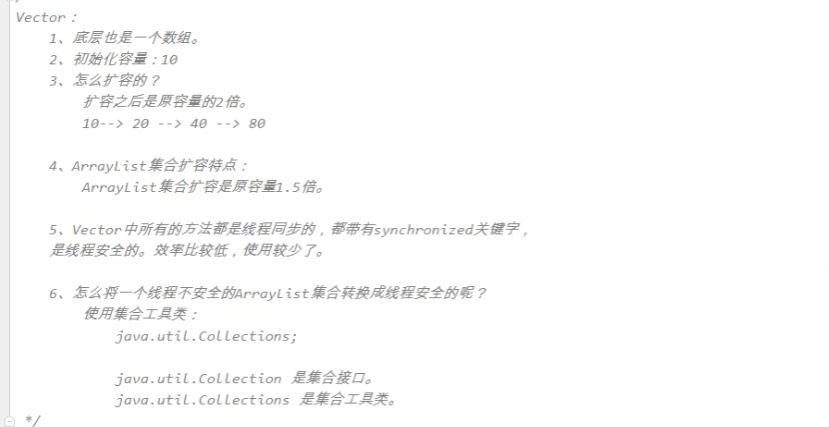 Vector：
1、底层也是一个数组。
2、初始化容量：10
3、怎么扩容的？
扩容之后是原容量的2倍。
10--> 20 --> 40 --> 80
4、ArrayList集合扩容特点：
ArrayList集合扩容是原容量1.5倍。
5、Vector中所有的方法都是线程同步的，都带有synchronized关键字，
是线程安全的。效率比较低，使用较少了。
6、怎么将一个线程不安全的ArrayList集合转换成线程安全的呢？
使用集合工具类：
java.util.Collections;
java.util.Collection 是集合接口。
java.util.Collections 是集合工具类。
*/